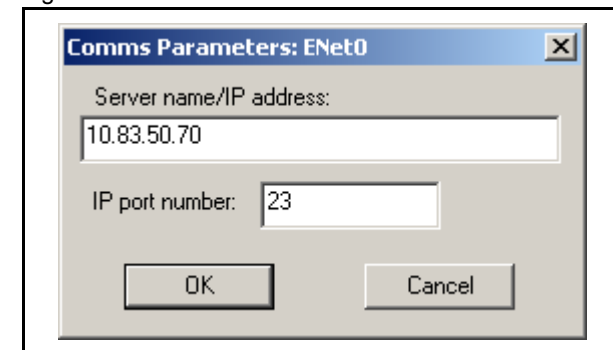 Comms Parameters: ENet0
Server name/IP address:
10.83.50.70
IP port number: 23
OK Cancel